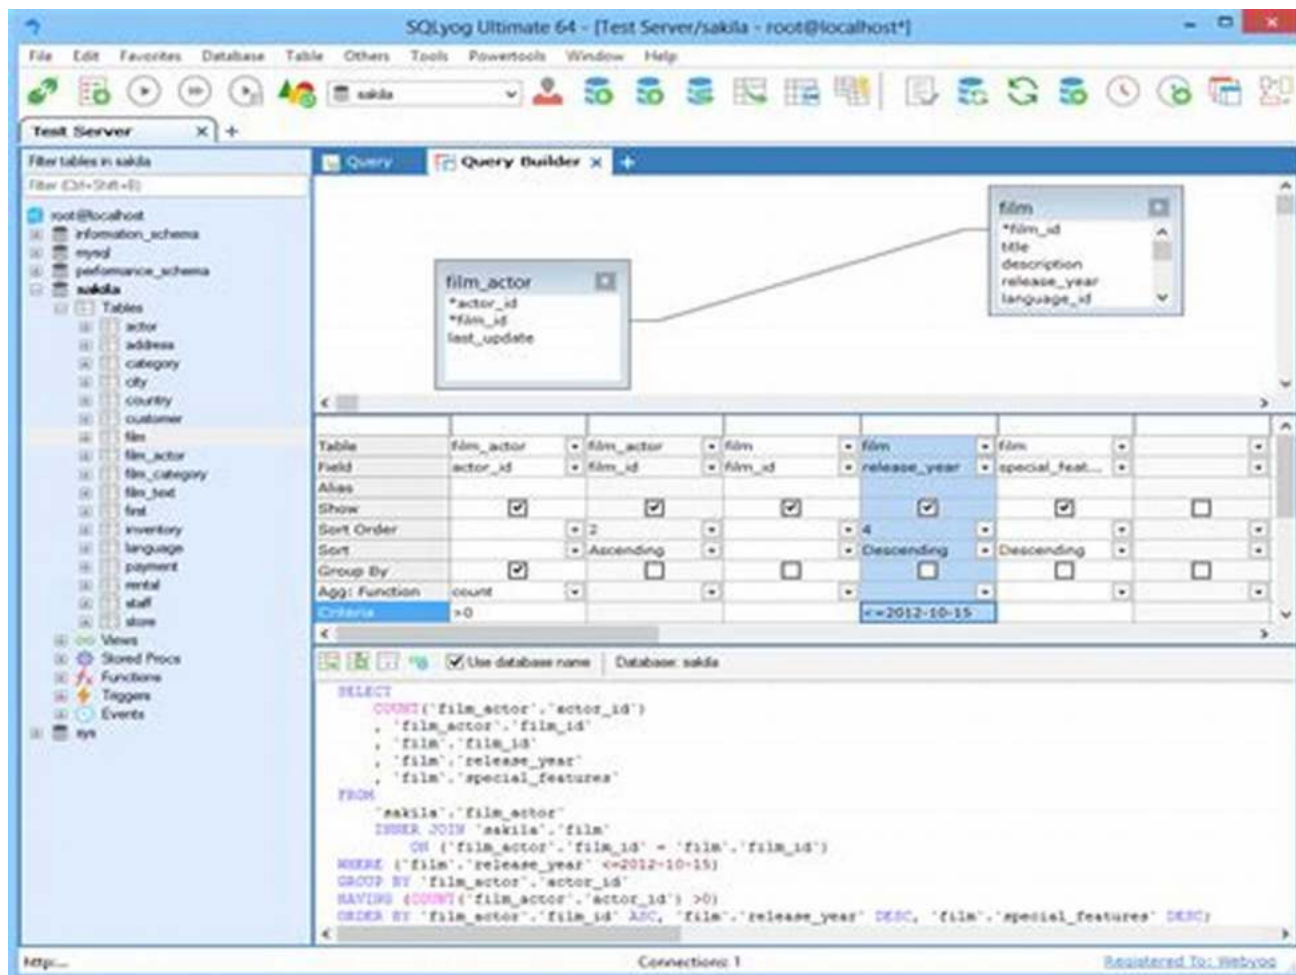 SQLyog Ultimate 64 - [Test Server/sakila - root@localhost*]
File Edit Favorites Database Table Others Tools Powertools Window Help
sakila
Test Server x +
Filter tables in sakila
Filter (Ctrl+Shift+B)
root@localhost
information_schema
mysql
performance_schema
sakila
Tables
actor
address
category
city
country
customer
film
film_actor
film_category
film_text
first
inventory
language
payment
rental
staff
store
Views
Stored Procs
Functions
Triggers
Events
sys
Query Query Builder x +
film_actor
*actor_id
*film_id
last_update
film
*film_id
title
description
release_year
language_id
Table film_actor film_actor film film film
Field actor_id film_id film_id release_year special_feat...
Alias
Show
Sort Order 2 4
Sort Ascending Descending Descending
Group By
Agg: Function count
Criteria >0 <=2012-10-15
Use database name Database: sakila
SELECT
COUNT(`film_actor`.`actor_id`)
, `film_actor`.`film_id`
, `film`.`film_id`
, `film`.`release_year`
, `film`.`special_features`
FROM
`sakila`.`film_actor`
INNER JOIN `sakila`.`film`
ON (`film_actor`.`film_id` = `film`.`film_id`)
WHERE (`film`.`release_year` <=2012-10-15)
GROUP BY `film_actor`.`actor_id`
HAVING (COUNT(`film_actor`.`actor_id`) >0)
ORDER BY `film_actor`.`film_id` ASC, `film`.`release_year` DESC, `film`.`special_features` DESC;
http:... Connections: 1 Registered To: Webyog